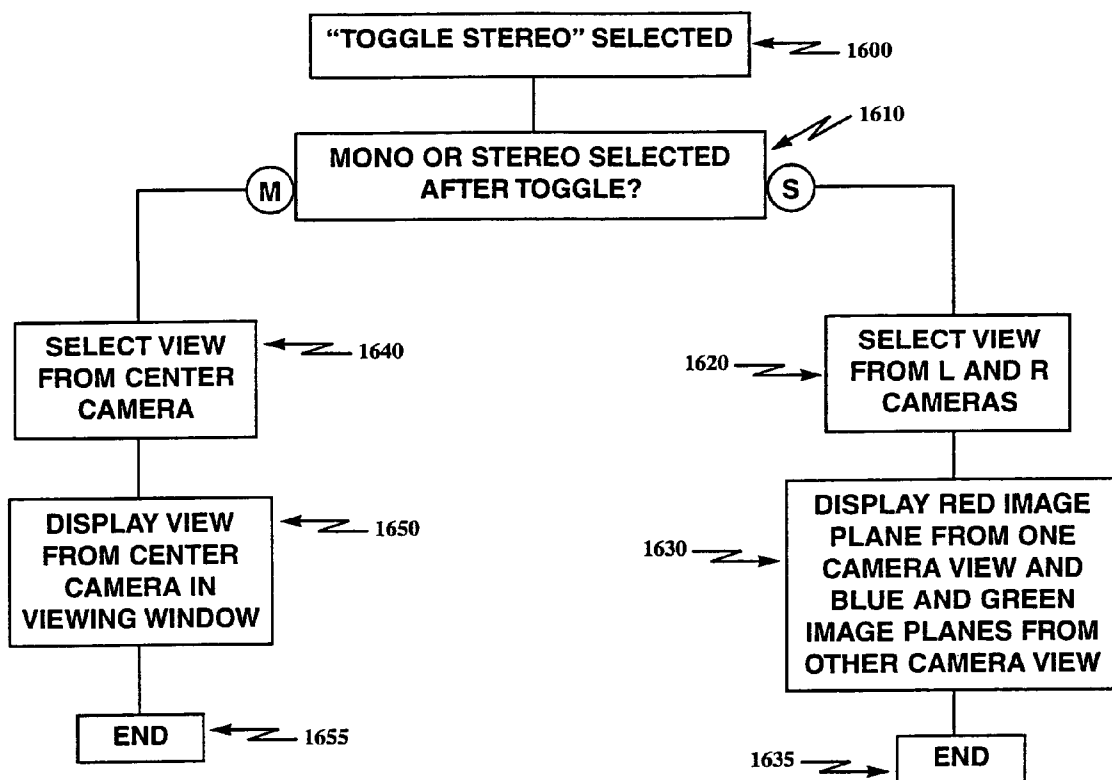 “TOGGLE STEREO” SELECTED
1600
1610
MONO OR STEREO SELECTED
AFTER TOGGLE?
M
S
SELECT VIEW
FROM CENTER
CAMERA
1640
1620
SELECT VIEW
FROM L AND R
CAMERAS
DISPLAY VIEW
FROM CENTER
CAMERA IN
VIEWING WINDOW
1650
1630
DISPLAY RED IMAGE
PLANE FROM ONE
CAMERA VIEW AND
BLUE AND GREEN
IMAGE PLANES FROM
OTHER CAMERA VIEW
END
1655
1635
END